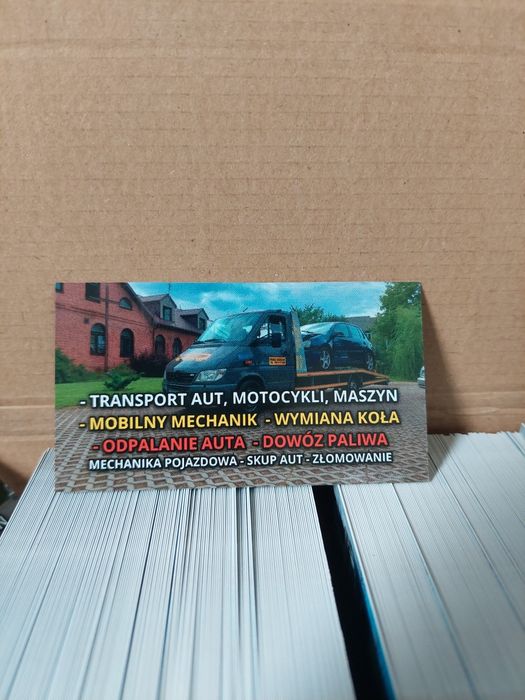 - TRANSPORT AUT, MOTOCYKLI, MASZYN
- MOBILNY MECHANIK - WYMIANA KOŁA
- ODPALANIE AUTA - DOWÓZ PALIWA
MECHANIKA POJAZDOWA - SKUP AUT - ZŁOMOWANIE